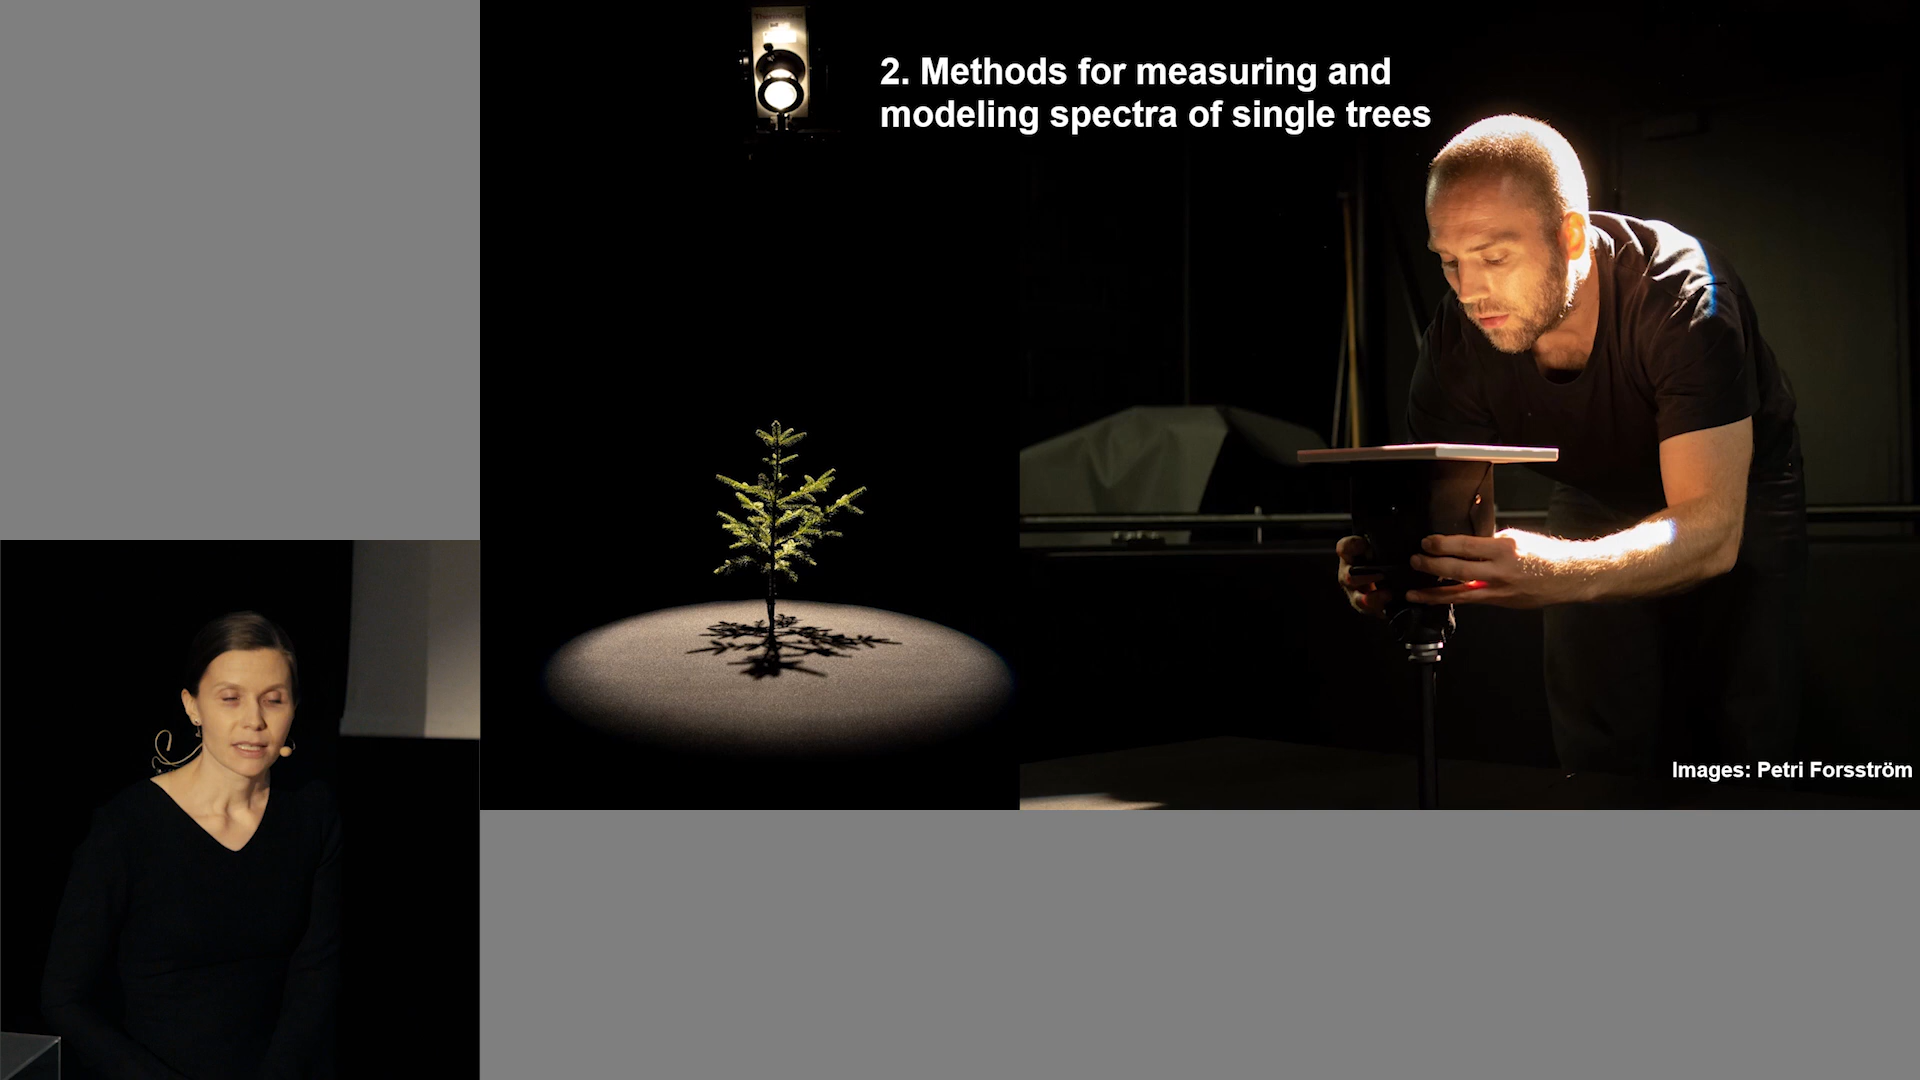 2. Methods for measuring and
modeling spectra of single trees
Images: Petri Forsström